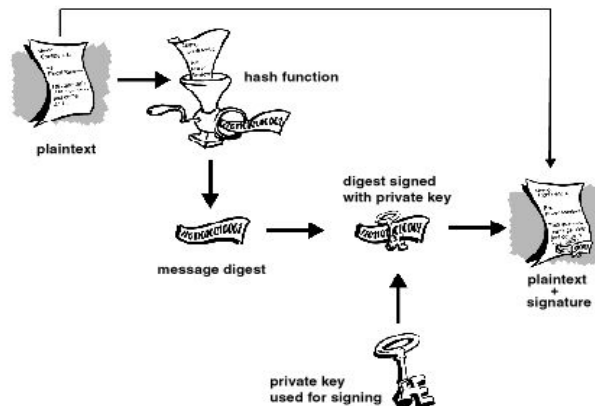 plaintext
hash function
message digest
digest signed
with private key
plaintext
+
signature
private key
used for signing